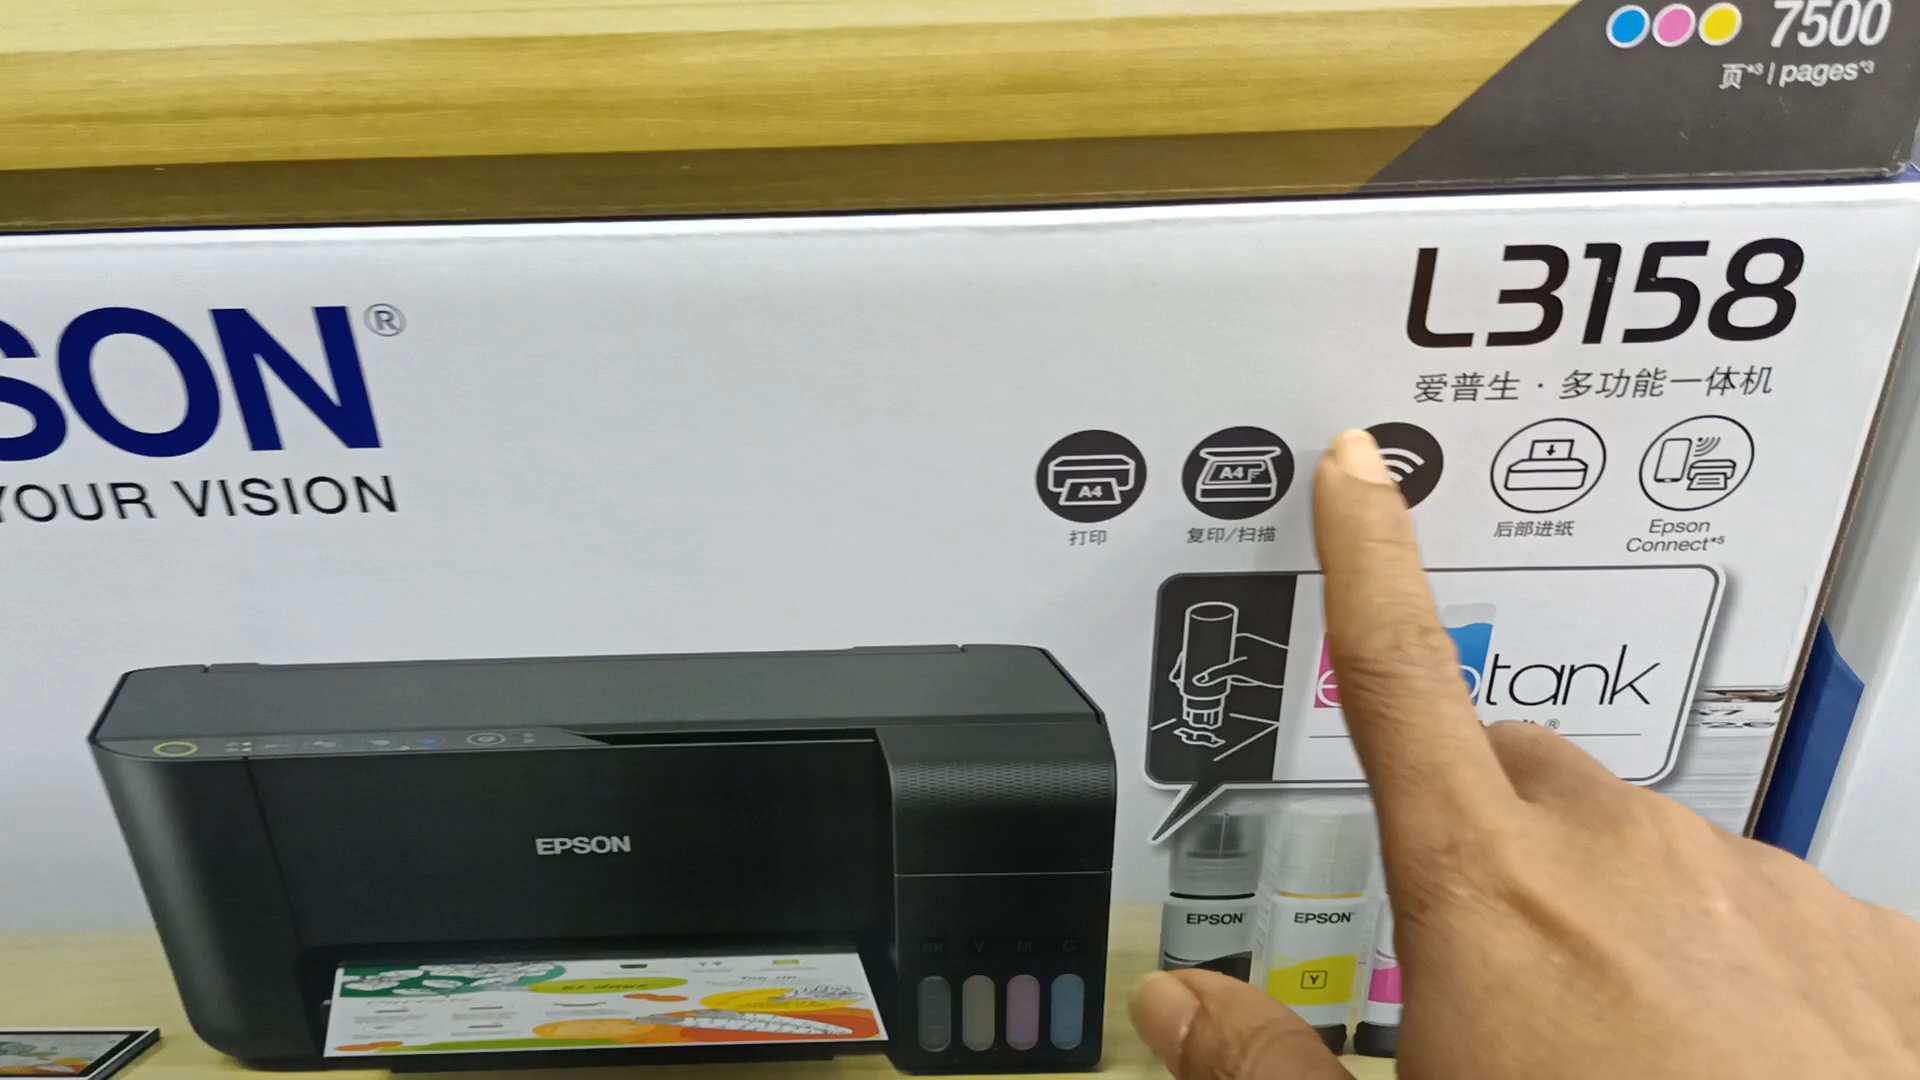 7500
页*³ | pages*³
L3158
爱普生 · 多功能一体机
SON®
YOUR VISION
A4
A4
打印
复印/扫描
后部进纸
Epson
Connect*⁵
tank
®
EPSON
BK Y M C
EPSON
EPSON
Y